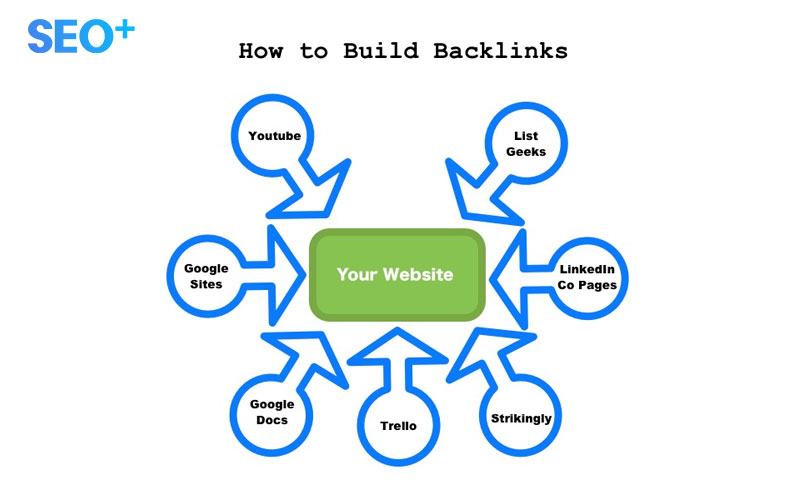 SEO+
How to Build Backlinks
Youtube
List
Geeks
Google
Sites
Your Website
LinkedIn
Co Pages
Google
Docs
Trello
Strikingly